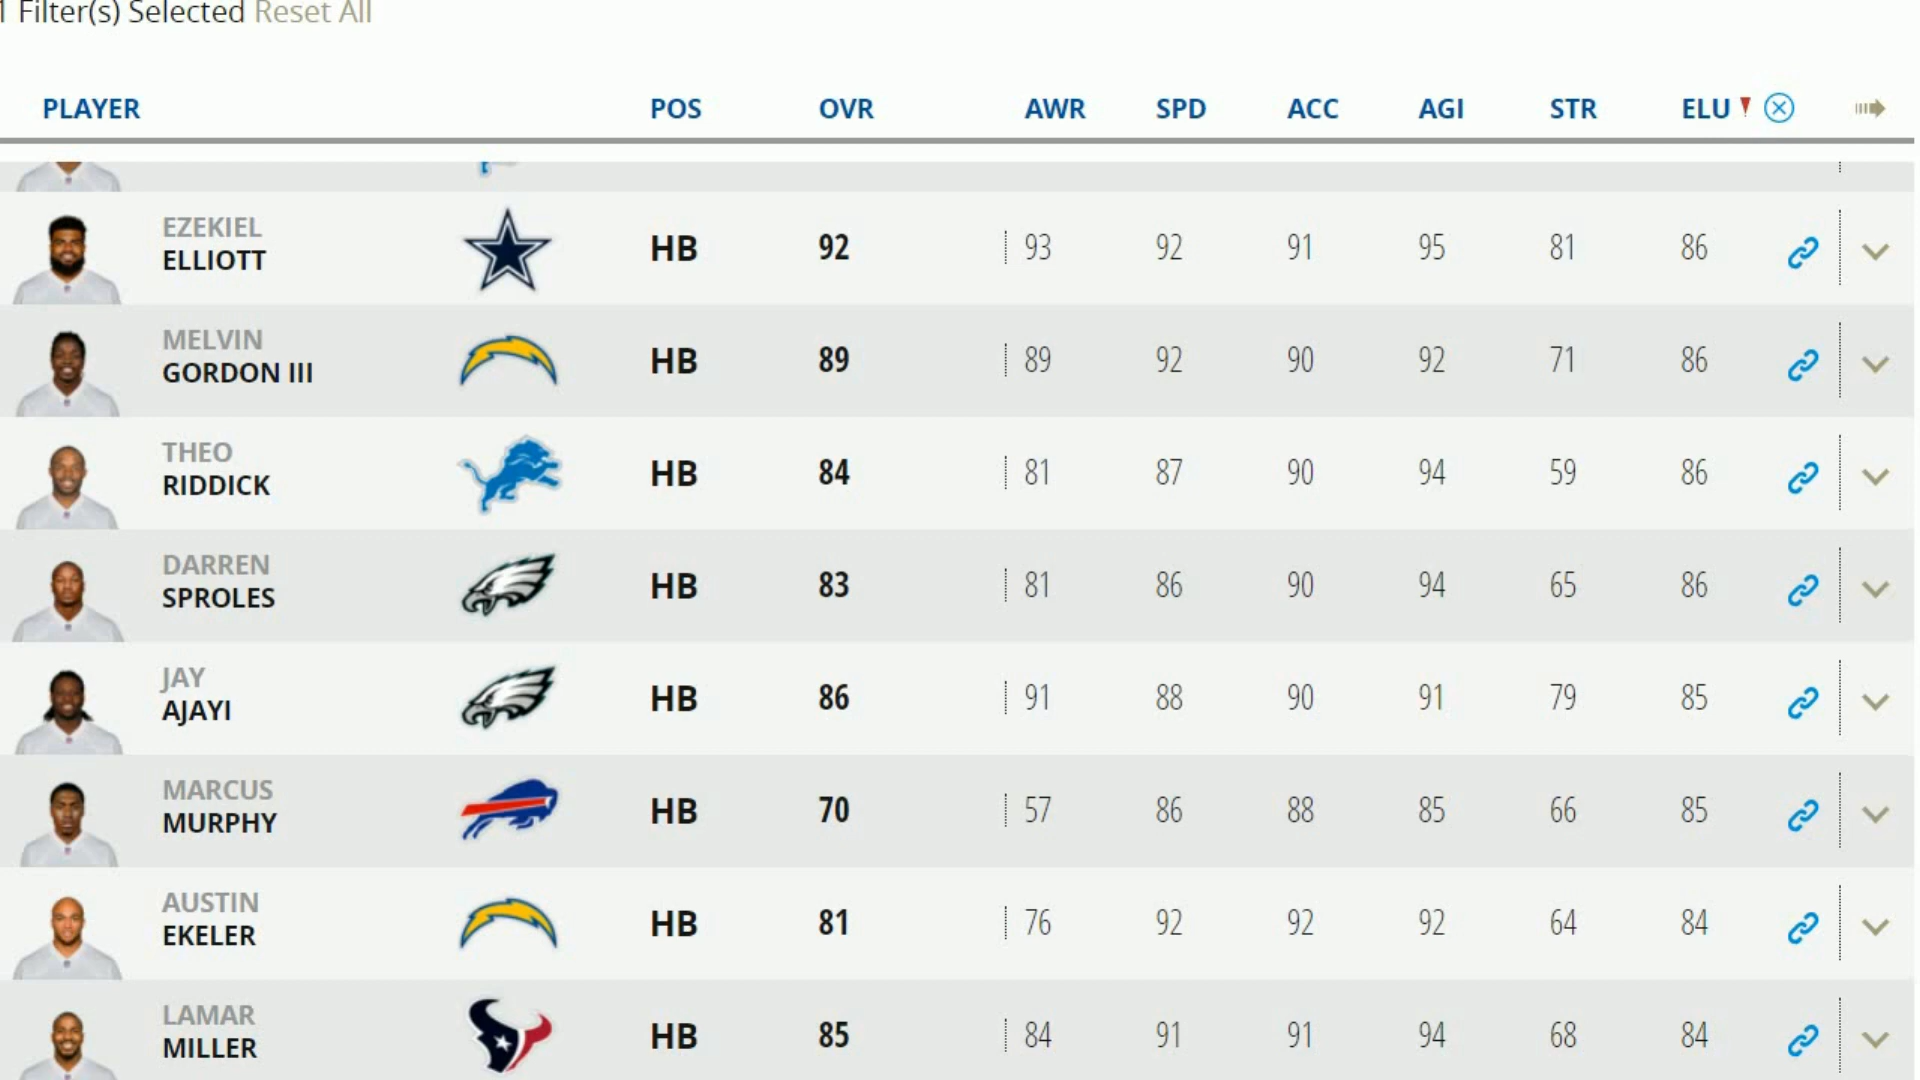 1 Filter(s) Selected Reset All
PLAYER POS OVR AWR SPD ACC AGI STR ELU
EZEKIEL
ELLIOTT HB 92 93 92 91 95 81 86
MELVIN
GORDON III HB 89 89 92 90 92 71 86
THEO
RIDDICK HB 84 81 87 90 94 59 86
DARREN
SPROLES HB 83 81 86 90 94 65 86
JAY
AJAYI HB 86 91 88 90 91 79 85
MARCUS
MURPHY HB 70 57 86 88 85 66 85
AUSTIN
EKELER HB 81 76 92 92 92 64 84
LAMAR
MILLER HB 85 84 91 91 94 68 84